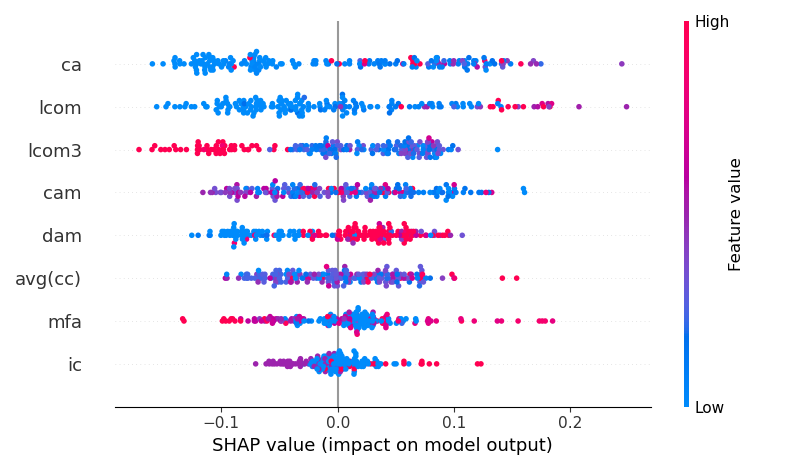 High
ca
lcom
lcom3
cam
dam
avg(cc)
mfa
ic
Feature value
Low
−0.1 0.0 0.1 0.2
SHAP value (impact on model output)